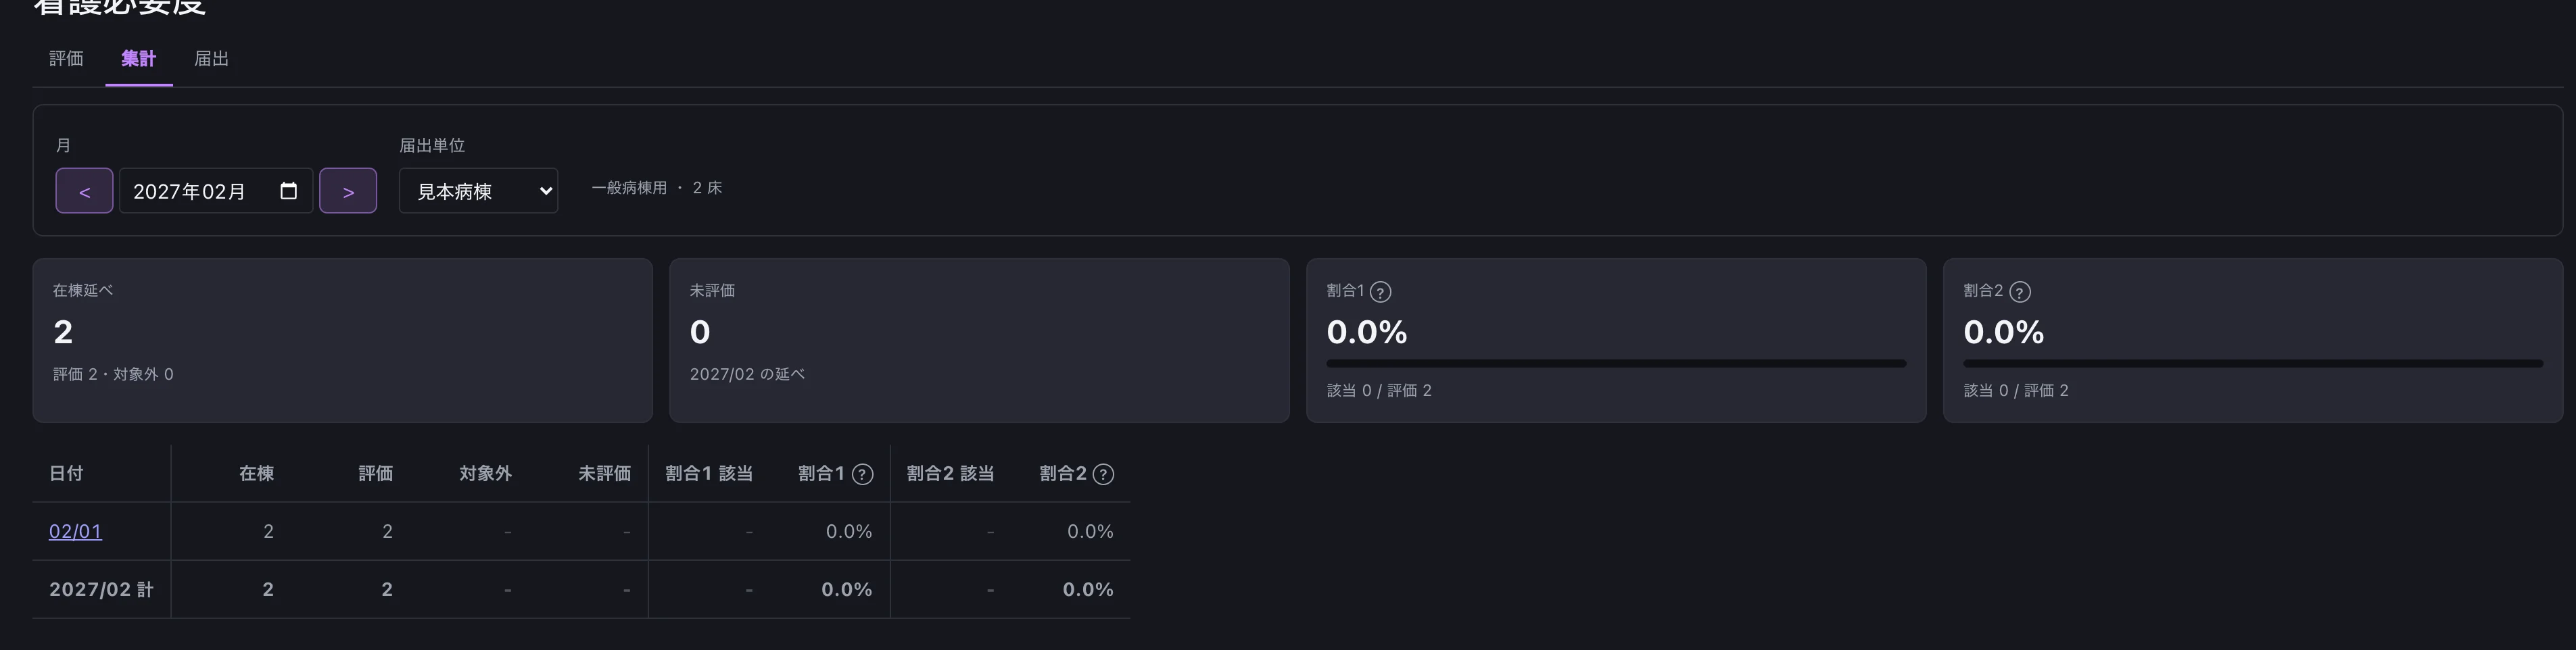 看護必要度
評価 集計 届出
月 届出単位
< 2027年02月 > 見本病棟 一般病棟用 ・ 2 床
在棟延べ 未評価 割合1 ? 割合2 ?
2 0 0.0% 0.0%
評価 2・対象外 0 2027/02 の延べ
該当 0 / 評価 2 該当 0 / 評価 2
日付 在棟 評価 対象外 未評価 割合1 該当 割合1 ? 割合2 該当 割合2 ?
02/01 2 2 - - - 0.0% - 0.0%
2027/02 計 2 2 - - - 0.0% - 0.0%